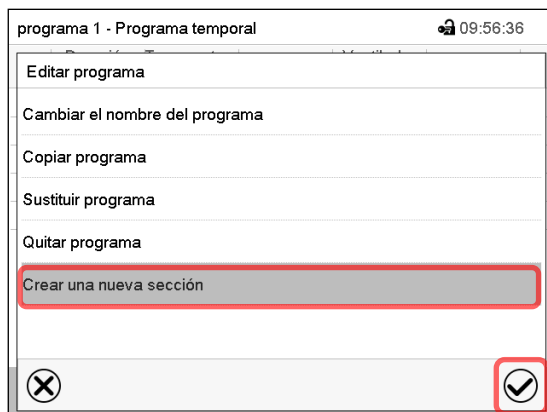 programa 1 - Programa temporal 09:56:36
Editar programa
Cambiar el nombre del programa
Copiar programa
Sustituir programa
Quitar programa
Crear una nueva sección